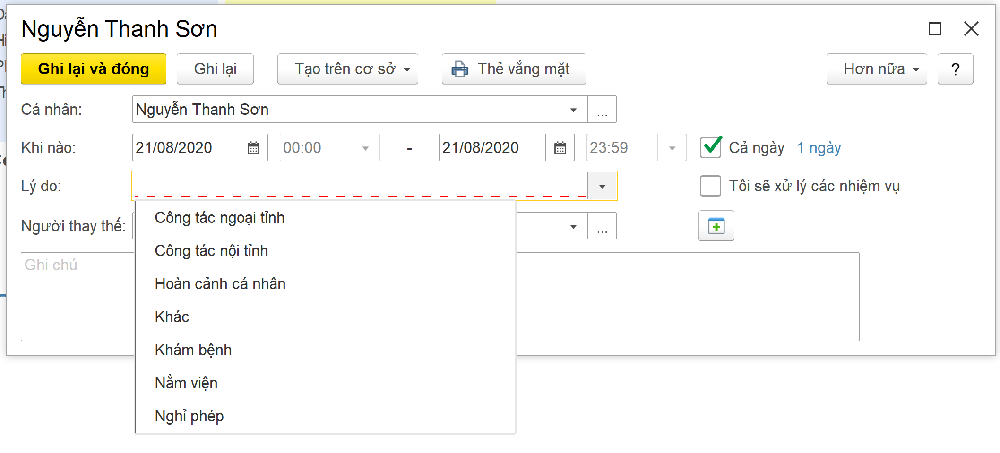 Nguyễn Thanh Sơn
Ghi lại và đóng Ghi lại Tạo trên cơ sở Thẻ vắng mặt Hơn nữa ?
Cá nhân: Nguyễn Thanh Sơn ...
Khi nào: 21/08/2020 00:00 - 21/08/2020 23:59 Cả ngày 1 ngày
Lý do: Tôi sẽ xử lý các nhiệm vụ
Công tác ngoại tỉnh
Người thay thế: ...
Công tác nội tỉnh
Ghi chú
Hoàn cảnh cá nhân
Khác
Khám bệnh
Nằm viện
Nghỉ phép